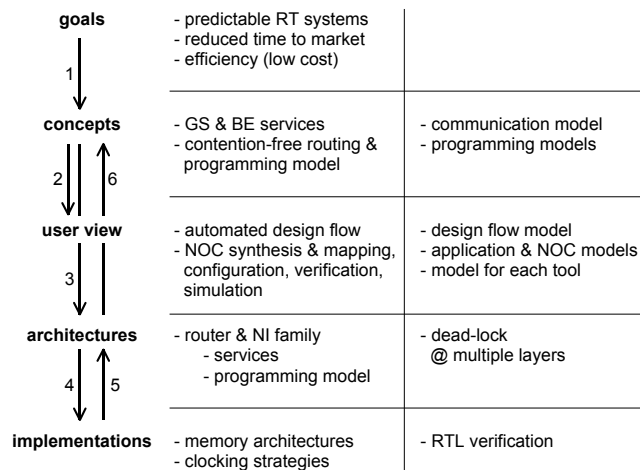 goals
- predictable RT systems
- reduced time to market
- efficiency (low cost)
1
concepts
- GS & BE services
- contention-free routing &
programming model
- communication model
- programming models
2
6
user view
- automated design flow
- NOC synthesis & mapping,
configuration, verification,
simulation
- design flow model
- application & NOC models
- model for each tool
3
architectures
- router & NI family
- services
- programming model
- dead-lock
@ multiple layers
4
5
implementations
- memory architectures
- clocking strategies
- RTL verification